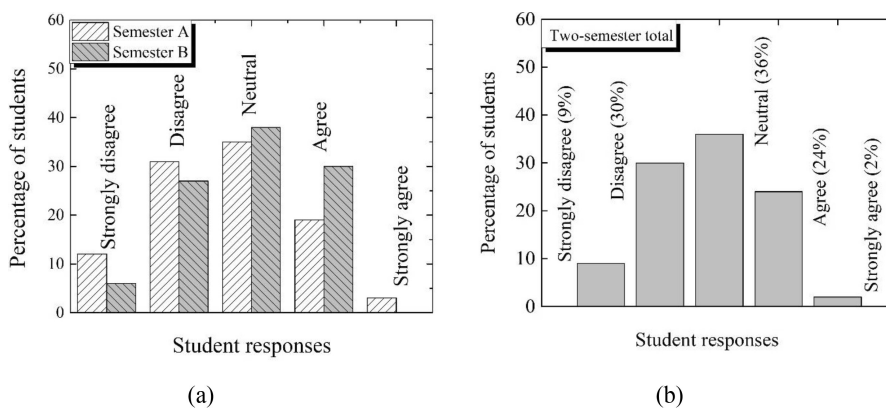 Semester A
Semester B
Percentage of students
60
50
40
30
20
10
0
Strongly disagree
Disagree
Neutral
Agree
Strongly agree
Student responses
(a)
Two-semester total
Percentage of students
60
50
40
30
20
10
0
Strongly disagree (9%)
Disagree (30%)
Neutral (36%)
Agree (24%)
Strongly agree (2%)
Student responses
(b)